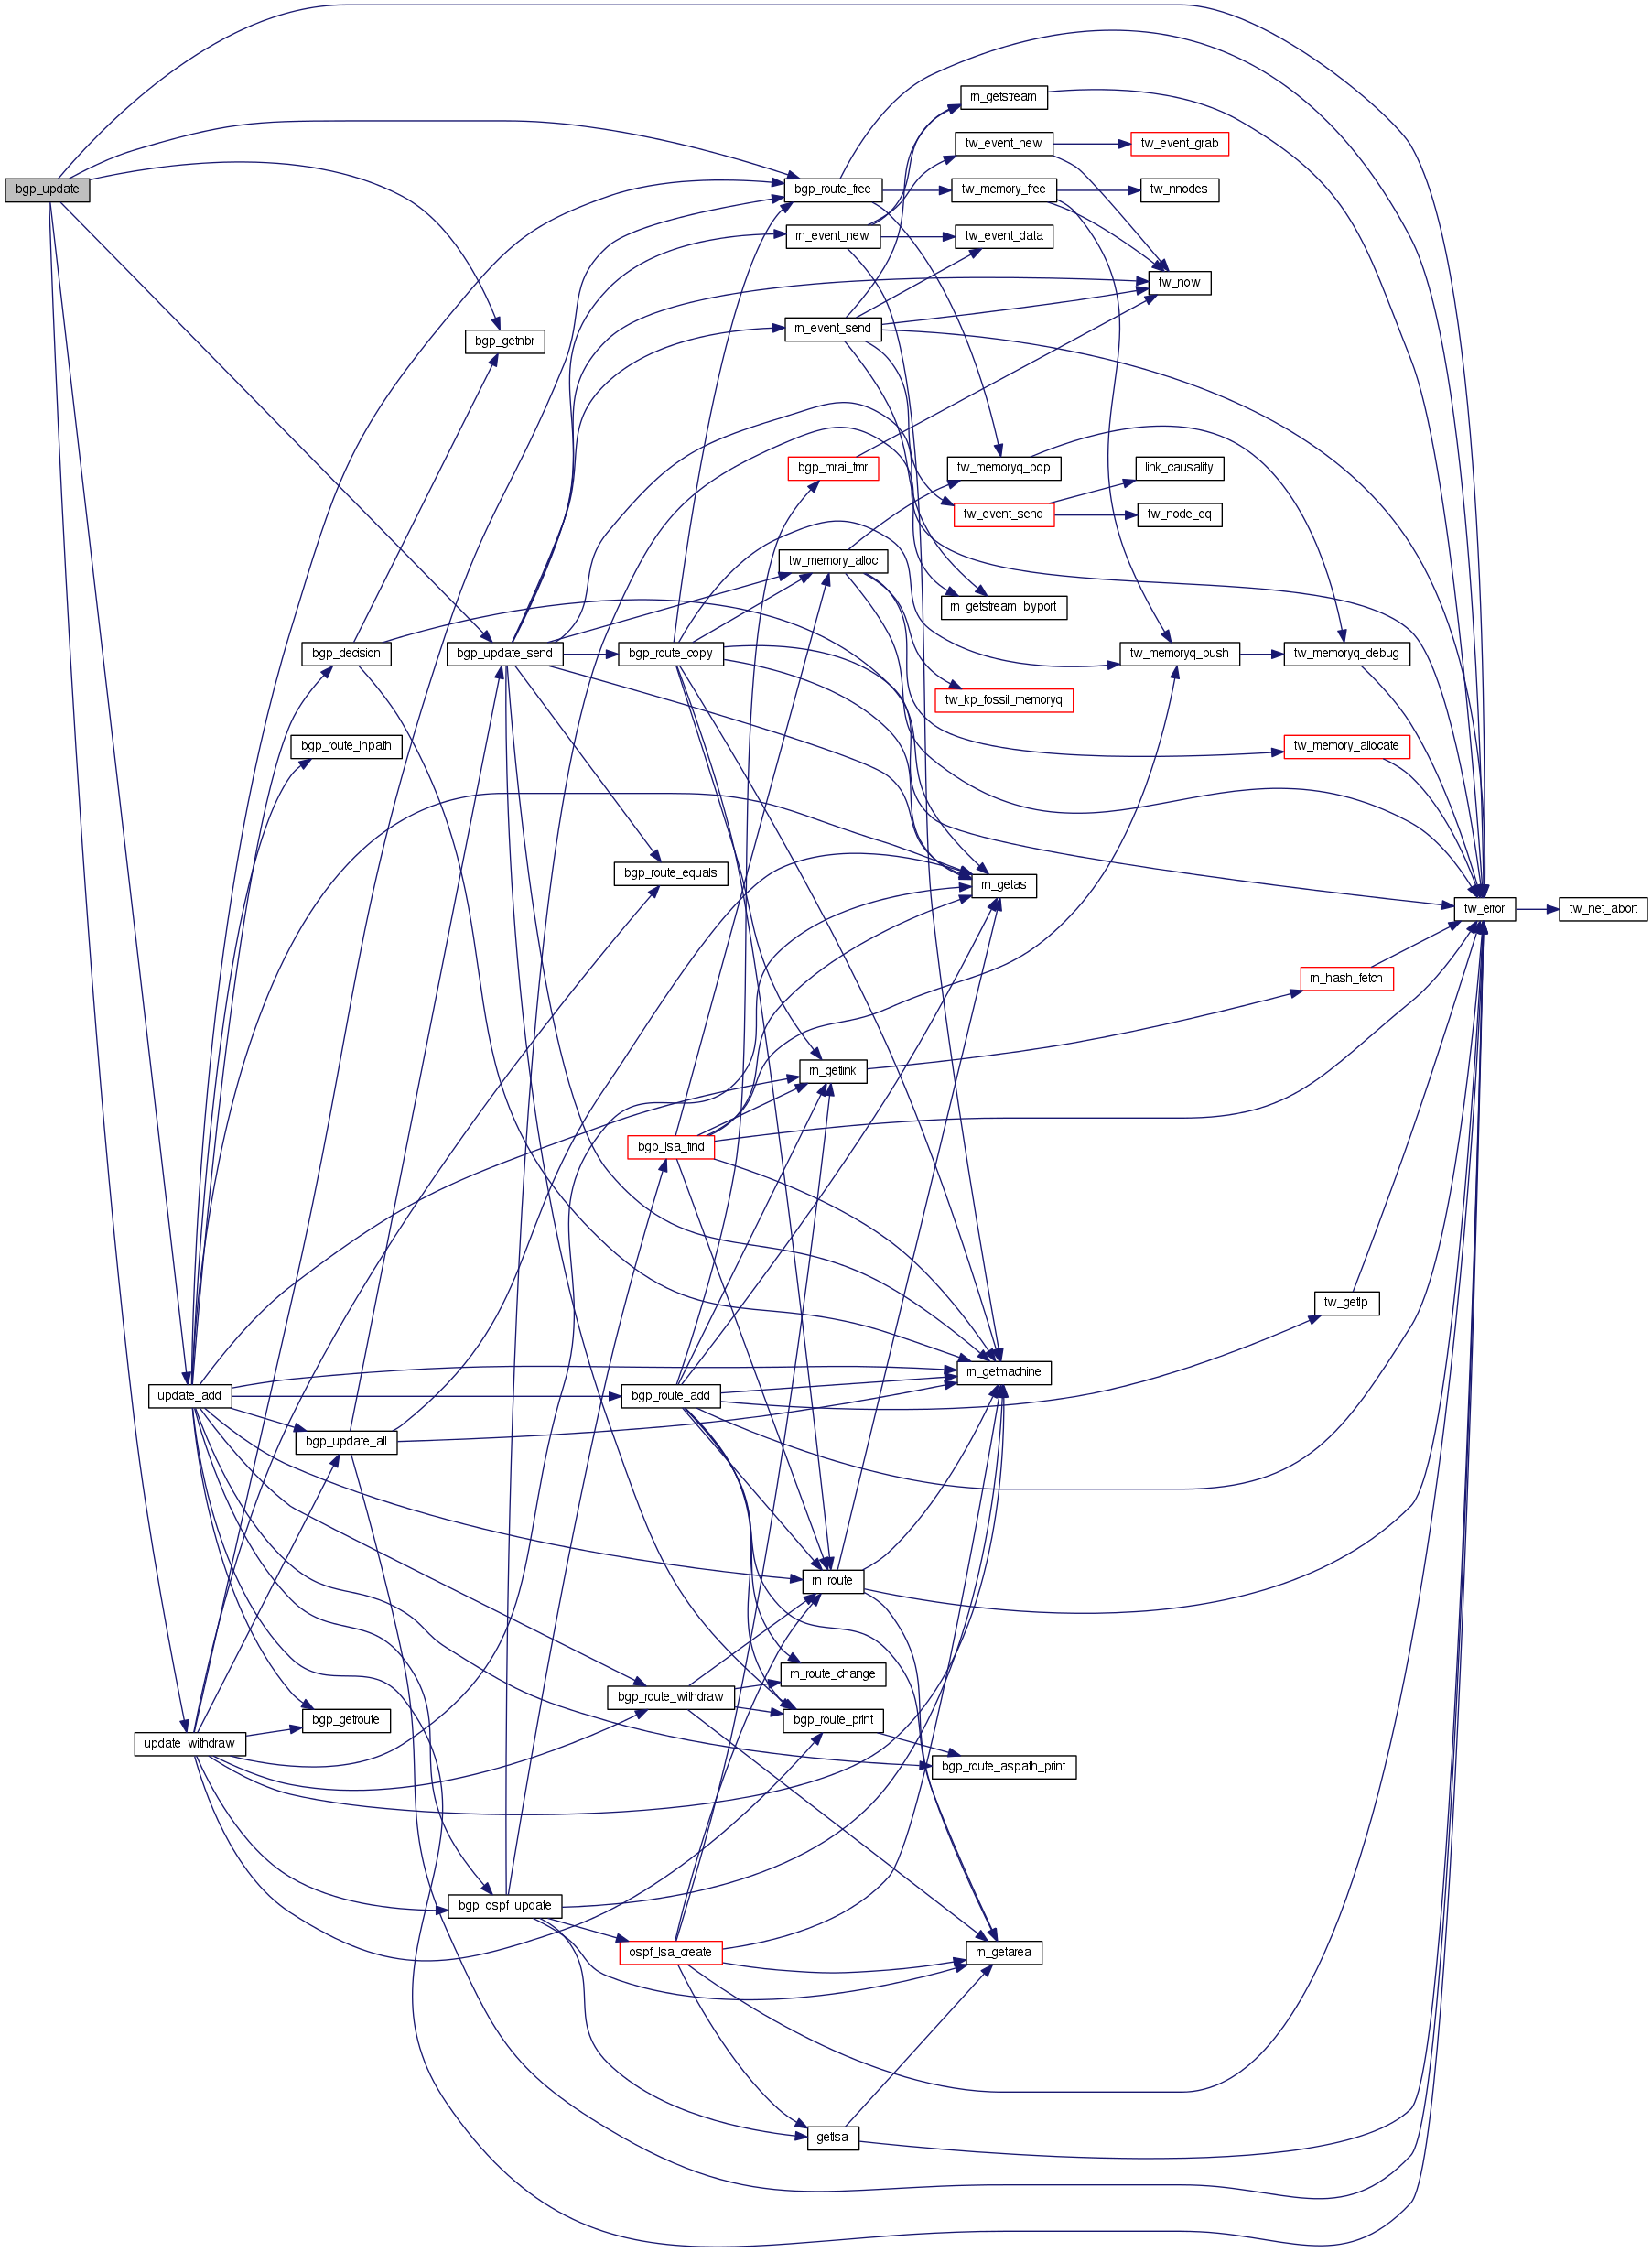 bgp_update
rn_getstream
tw_event_new
tw_event_grab
bgp_route_free
tw_memory_free
tw_nnodes
rn_event_new
tw_event_data
tw_now
rn_event_send
bgp_getnbr
bgp_mrai_tmr
tw_memoryq_pop
link_causality
tw_event_send
tw_node_eq
tw_memory_alloc
rn_getstream_byport
bgp_decision
bgp_update_send
bgp_route_copy
tw_memoryq_push
tw_memoryq_debug
tw_kp_fossil_memoryq
bgp_route_inpath
tw_memory_allocate
bgp_route_equals
rn_getas
tw_error
tw_net_abort
rn_hash_fetch
rn_getlink
bgp_lsa_find
tw_getlp
rn_getmachine
update_add
bgp_route_add
bgp_update_all
rn_route
rn_route_change
bgp_route_withdraw
bgp_getroute
bgp_route_print
update_withdraw
bgp_route_aspath_print
bgp_ospf_update
ospf_lsa_create
rn_getarea
getlsa